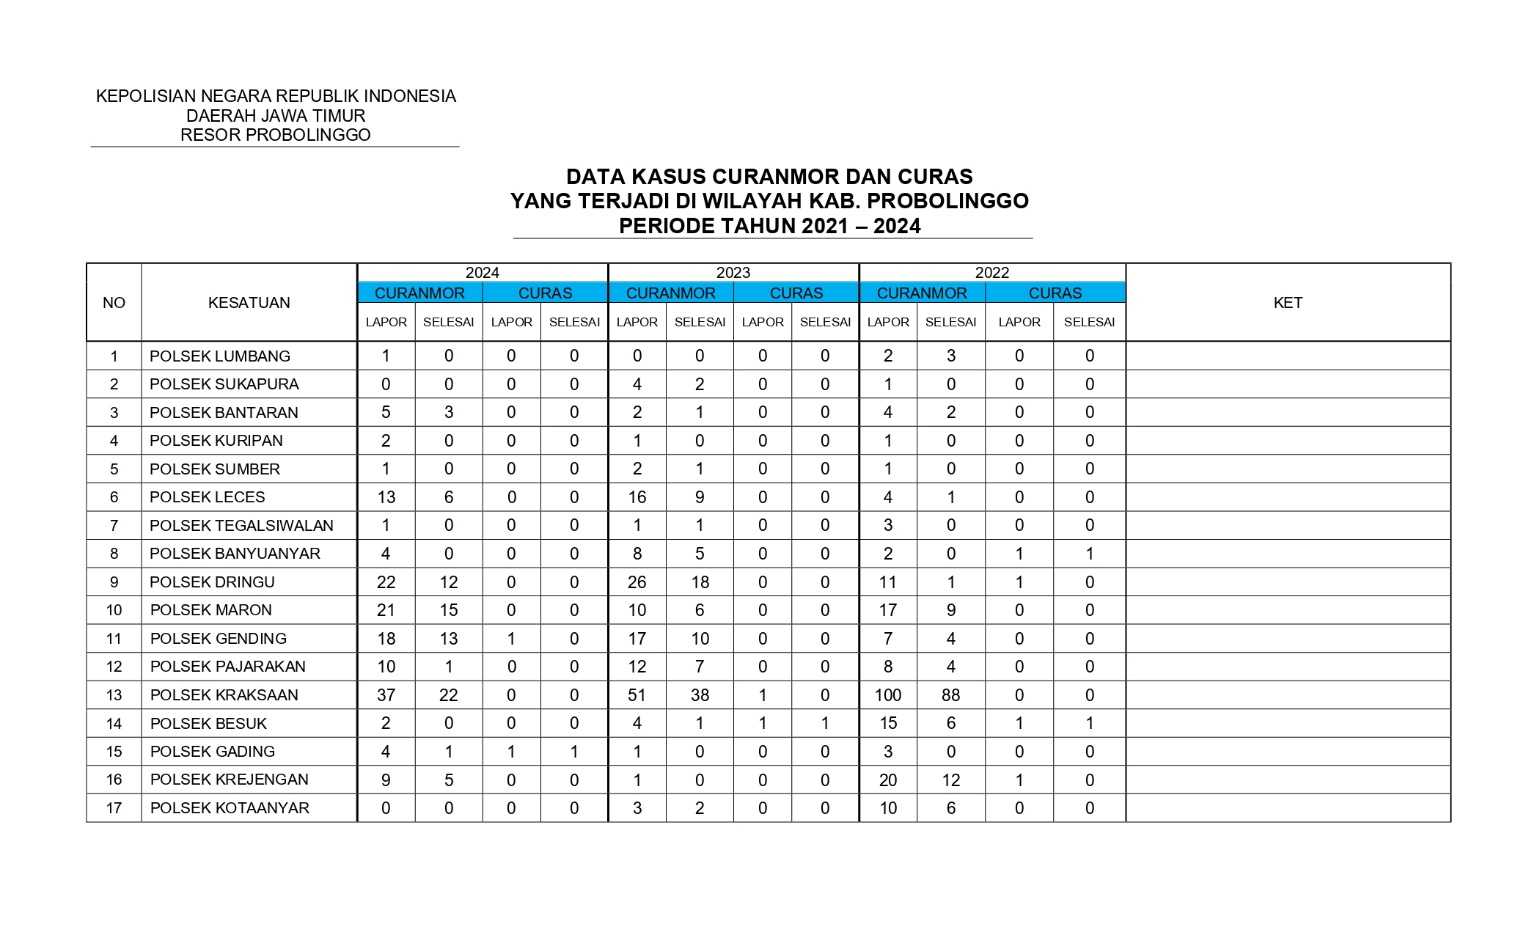 KEPOLISIAN NEGARA REPUBLIK INDONESIA
DAERAH JAWA TIMUR
RESOR PROBOLINGGO
DATA KASUS CURANMOR DAN CURAS
YANG TERJADI DI WILAYAH KAB. PROBOLINGGO
PERIODE TAHUN 2021 – 2024
NO KESATUAN 2024 2023 2022 KET
CURANMOR CURAS CURANMOR CURAS CURANMOR CURAS
LAPOR SELESAI LAPOR SELESAI LAPOR SELESAI LAPOR SELESAI LAPOR SELESAI LAPOR SELESAI
1 POLSEK LUMBANG 1 0 0 0 0 0 0 0 2 3 0 0
2 POLSEK SUKAPURA 0 0 0 0 4 2 0 0 1 0 0 0
3 POLSEK BANTARAN 5 3 0 0 2 1 0 0 4 2 0 0
4 POLSEK KURIPAN 2 0 0 0 1 0 0 0 1 0 0 0
5 POLSEK SUMBER 1 0 0 0 2 1 0 0 1 0 0 0
6 POLSEK LECES 13 6 0 0 16 9 0 0 4 1 0 0
7 POLSEK TEGALSIWALAN 1 0 0 0 1 1 0 0 3 0 0 0
8 POLSEK BANYUANYAR 4 0 0 0 8 5 0 0 2 0 1 1
9 POLSEK DRINGU 22 12 0 0 26 18 0 0 11 1 1 0
10 POLSEK MARON 21 15 0 0 10 6 0 0 17 9 0 0
11 POLSEK GENDING 18 13 1 0 17 10 0 0 7 4 0 0
12 POLSEK PAJARAKAN 10 1 0 0 12 7 0 0 8 4 0 0
13 POLSEK KRAKSAAN 37 22 0 0 51 38 1 0 100 88 0 0
14 POLSEK BESUK 2 0 0 0 4 1 1 1 15 6 1 1
15 POLSEK GADING 4 1 1 1 1 0 0 0 3 0 0 0
16 POLSEK KREJENGAN 9 5 0 0 1 0 0 0 20 12 1 0
17 POLSEK KOTAANYAR 0 0 0 0 3 2 0 0 10 6 0 0